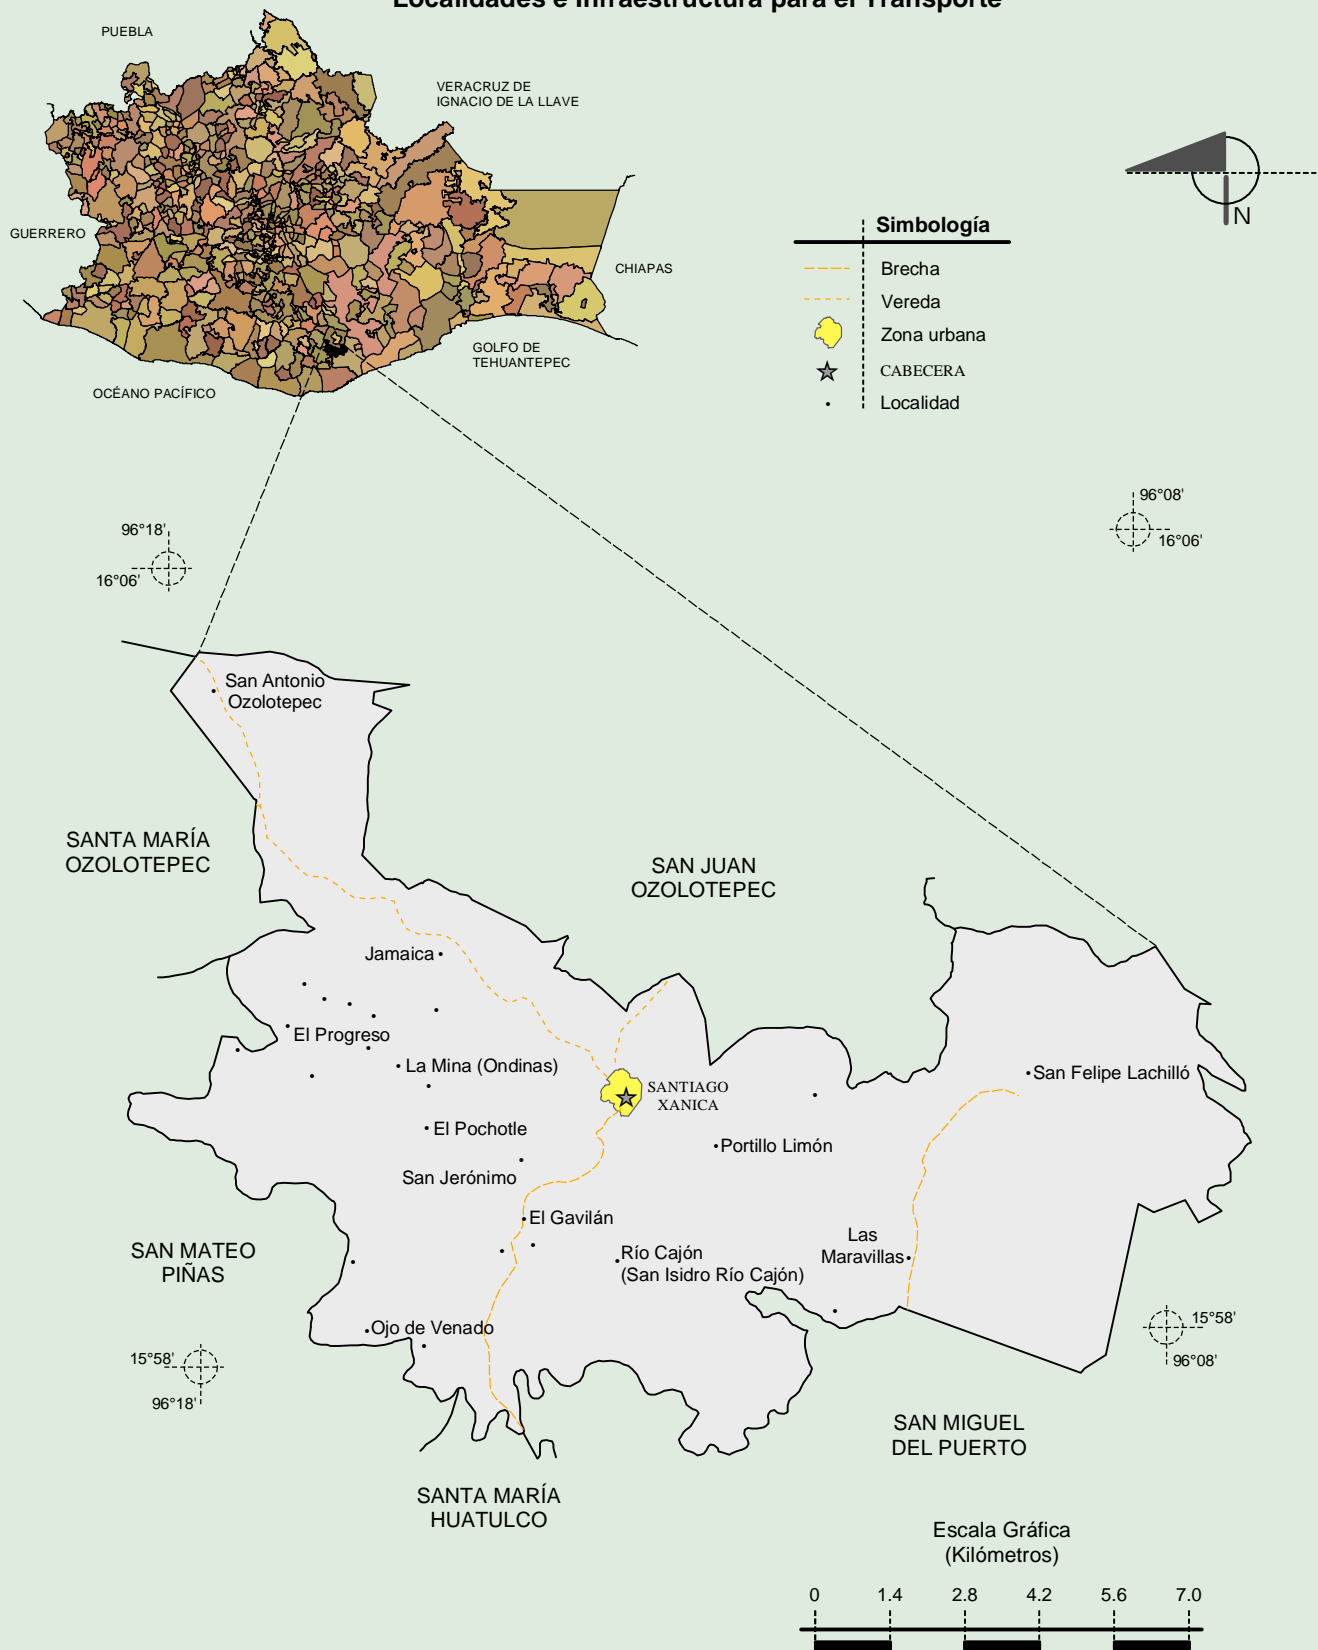 Localidades e Infraestructura para el Transporte
PUEBLA
VERACRUZ DE
IGNACIO DE LA LLAVE
GUERRERO
CHIAPAS
GOLFO DE
TEHUANTEPEC
OCÉANO PACÍFICO
N
Simbología
Brecha
Vereda
Zona urbana
CABECERA
Localidad
96°18'
16°06'
96°08'
16°06'
San Antonio
Ozolotepec
SANTA MARÍA
OZOLOTEPEC
SAN JUAN
OZOLOTEPEC
Jamaica
El Progreso
La Mina (Ondinas)
SANTIAGO
XANICA
San Felipe Lachilló
El Pochotle
Portillo Limón
San Jerónimo
El Gavilán
Río Cajón
(San Isidro Río Cajón)
Las
Maravillas
SAN MATEO
PIÑAS
Ojo de Venado
15°58'
96°18'
15°58'
96°08'
SAN MIGUEL
DEL PUERTO
SANTA MARÍA
HUATULCO
Escala Gráfica
(Kilómetros)
0 1.4 2.8 4.2 5.6 7.0